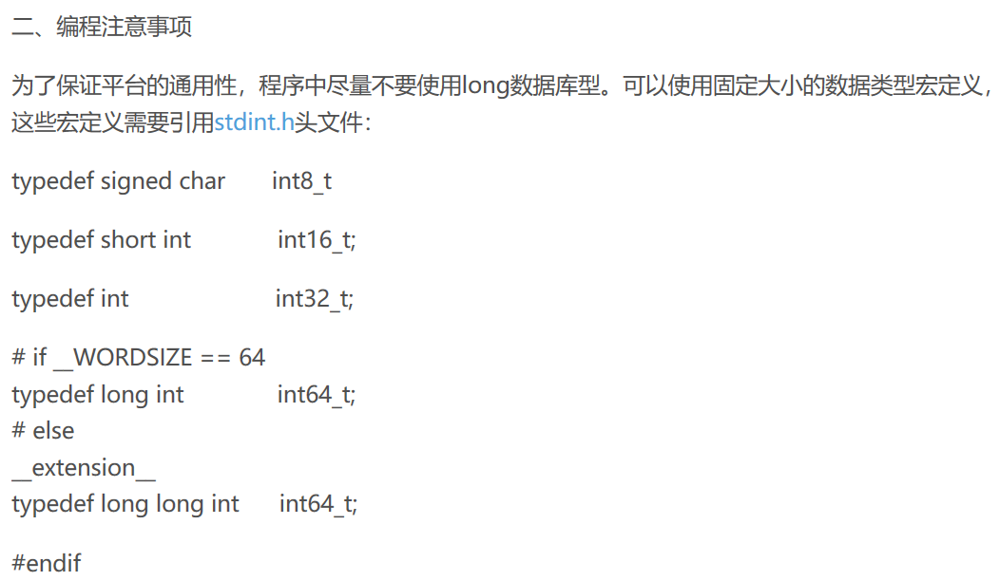 二、编程注意事项
为了保证平台的通用性，程序中尽量不要使用long数据库型。可以使用固定大小的数据类型宏定义，
这些宏定义需要引用stdint.h头文件：
typedef signed char int8_t
typedef short int int16_t;
typedef int int32_t;
# if __WORDSIZE == 64
typedef long int int64_t;
# else
__extension__
typedef long long int int64_t;
#endif